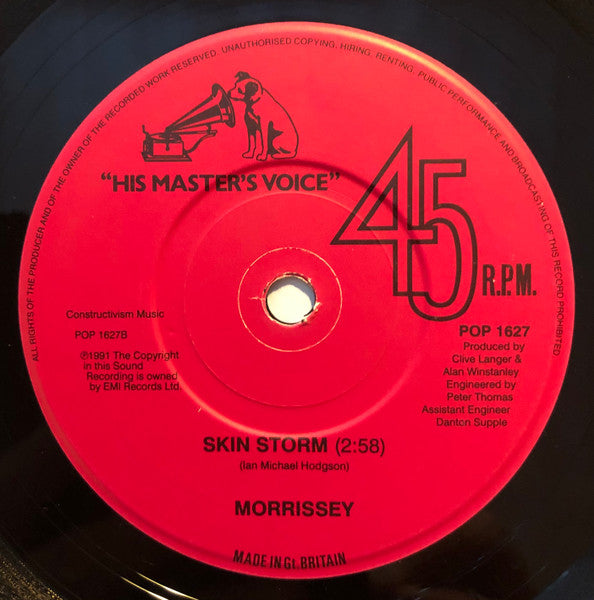 ALL RIGHTS OF THE PRODUCER AND OF THE OWNER OF THE RECORDED WORK RESERVED. UNAUTHORISED COPYING, HIRING, RENTING, PUBLIC PERFORMANCE AND BROADCASTING OF THIS RECORD PROHIBITED
"HIS MASTER'S VOICE"
45
R.P.M.
Constructivism Music
POP 1627B
℗1991 The Copyright
in this Sound
Recording is owned
by EMI Records Ltd.
POP 1627
Produced by
Clive Langer &
Alan Winstanley
Engineered by
Peter Thomas
Assistant Engineer
Danton Supple
SKIN STORM (2:58)
(Ian Michael Hodgson)
MORRISSEY
MADE IN Gt. BRITAIN